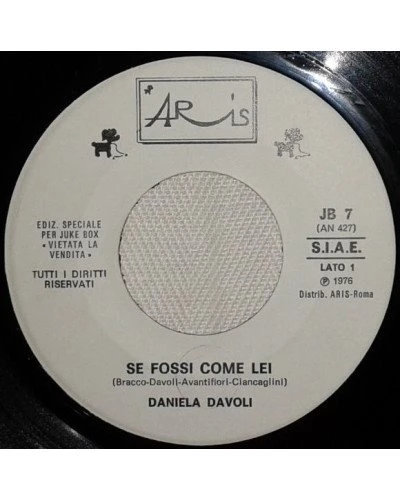 ARIS
EDIZ. SPECIALE
PER JUKE BOX
• VIETATA LA
VENDITA •
TUTTI I DIRITTI
RISERVATI
JB 7
(AN 427)
S.I.A.E.
LATO 1
Ⓟ 1976
Distrib. ARIS-Roma
SE FOSSI COME LEI
(Bracco-Davoli-Avantifiori-Ciancaglini)
DANIELA DAVOLI